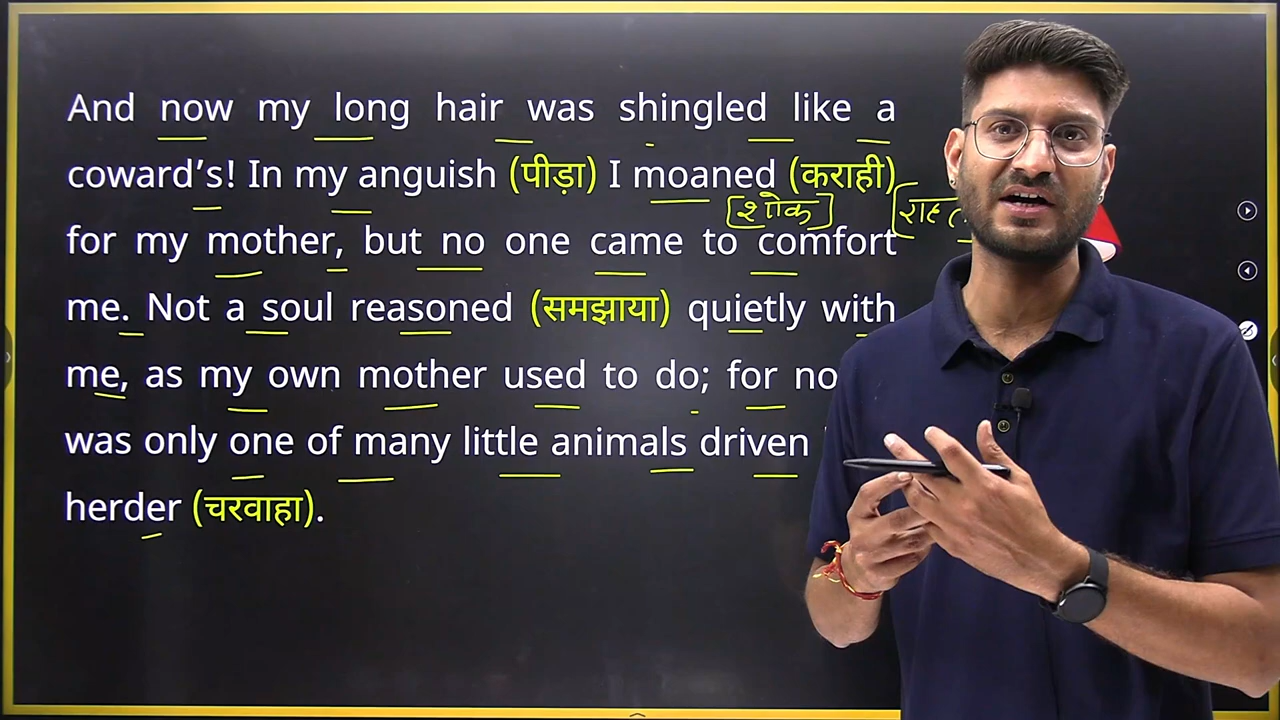 And now my long hair was shingled like a
coward's! In my anguish (पीड़ा) I moaned (कराही)
[शोक]
for my mother, but no one came to comfort
me. Not a soul reasoned (समझाया) quietly with
me, as my own mother used to do; for
was only one of many little animals driven
herder (चरवाहा).